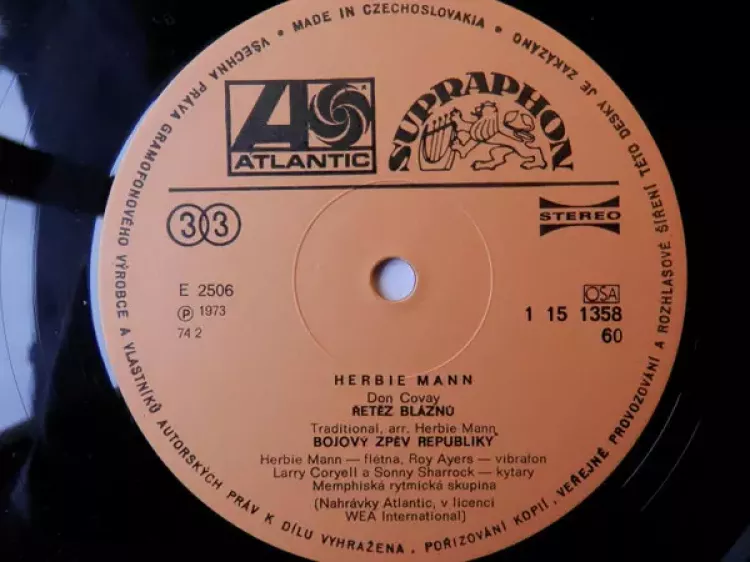 MADE IN CZECHOSLOVAKIA • VŠECHNA PRÁVA GRAMOFONOVÉHO VÝROBCE A VLASTNÍKŮ AUTORSKÝCH PRÁV K DÍLU VYHRAŽENA. POŘIZOVÁNÍ KOPIÍ, VEŘEJNÉ PROVOZOVÁNÍ A ROZHLASOVÉ ŠÍŘENÍ TÉTO DESKY JE ZAKÁZÁNO •
ATLANTIC
SUPRAPHON
33
STEREO
E 2506
Ⓟ 1973
74 2
OSA
1 15 1358
60
HERBIE MANN
Don Covay
ŘETĚZ BLÁZNŮ
Traditional, arr. Herbie Mann
BOJOVÝ ZPĚV REPUBLIKY
Herbie Mann — flétna, Roy Ayers — vibrafon
Larry Coryell a Sonny Sharrock — kytary
Memphiská rytmická skupina
(Nahrávky Atlantic, v licenci
WEA International)